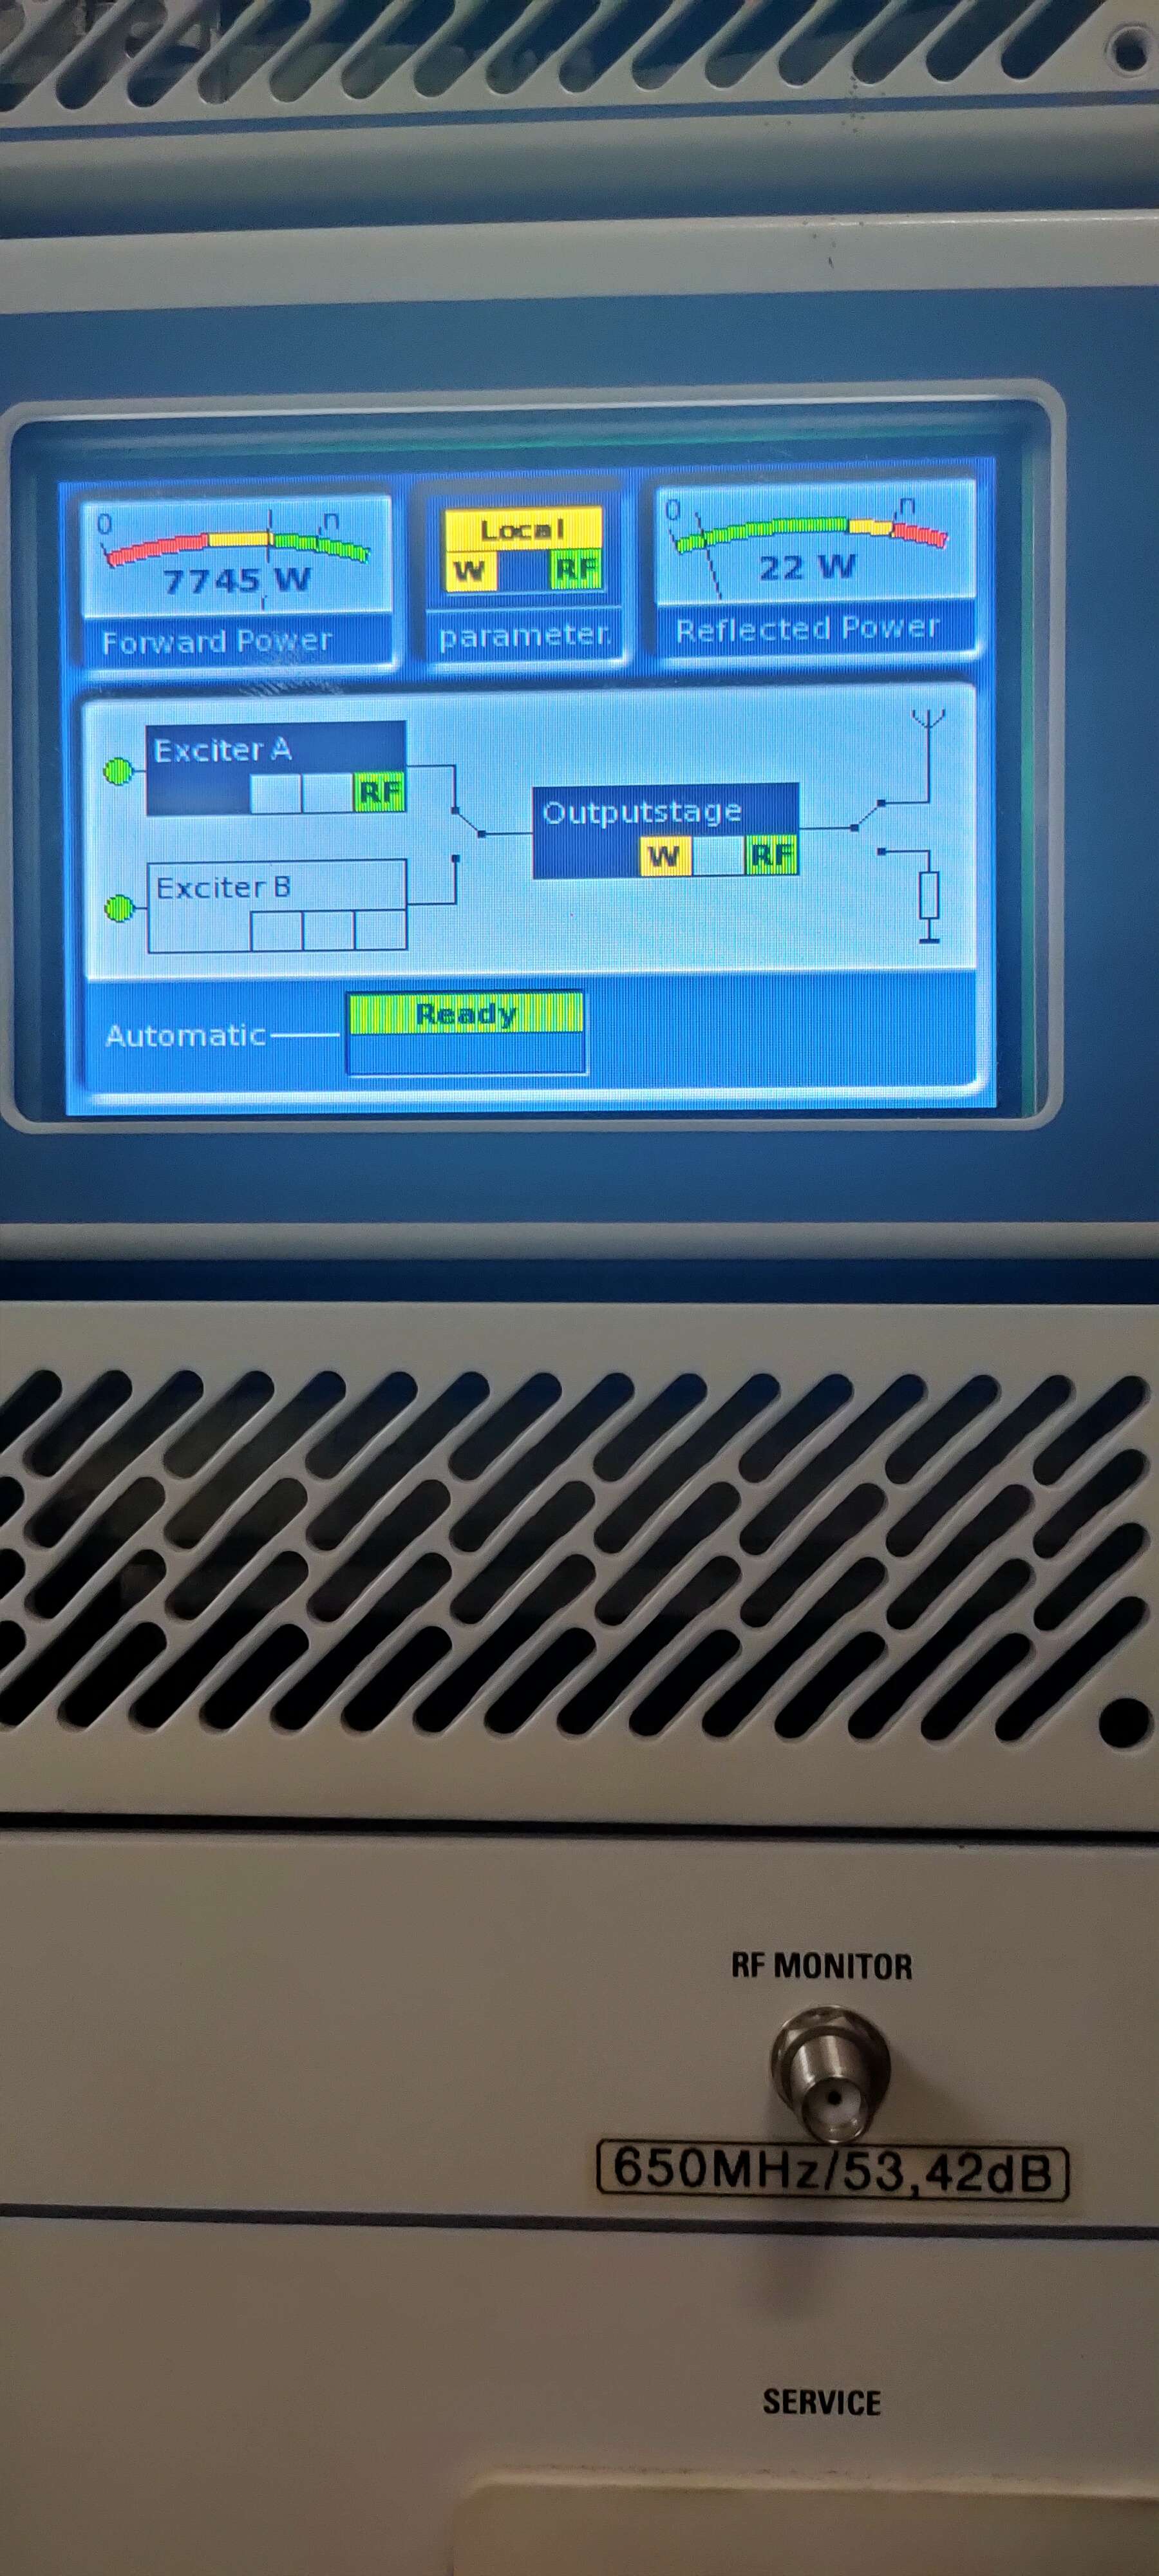 0 n
7745 W
Forward Power
Local
W RF
parameter.
0 n
22 W
Reflected Power
Exciter A
RF
Exciter B
Outputstage
W RF
Automatic
Ready
RF MONITOR
650MHz/53,42dB
SERVICE